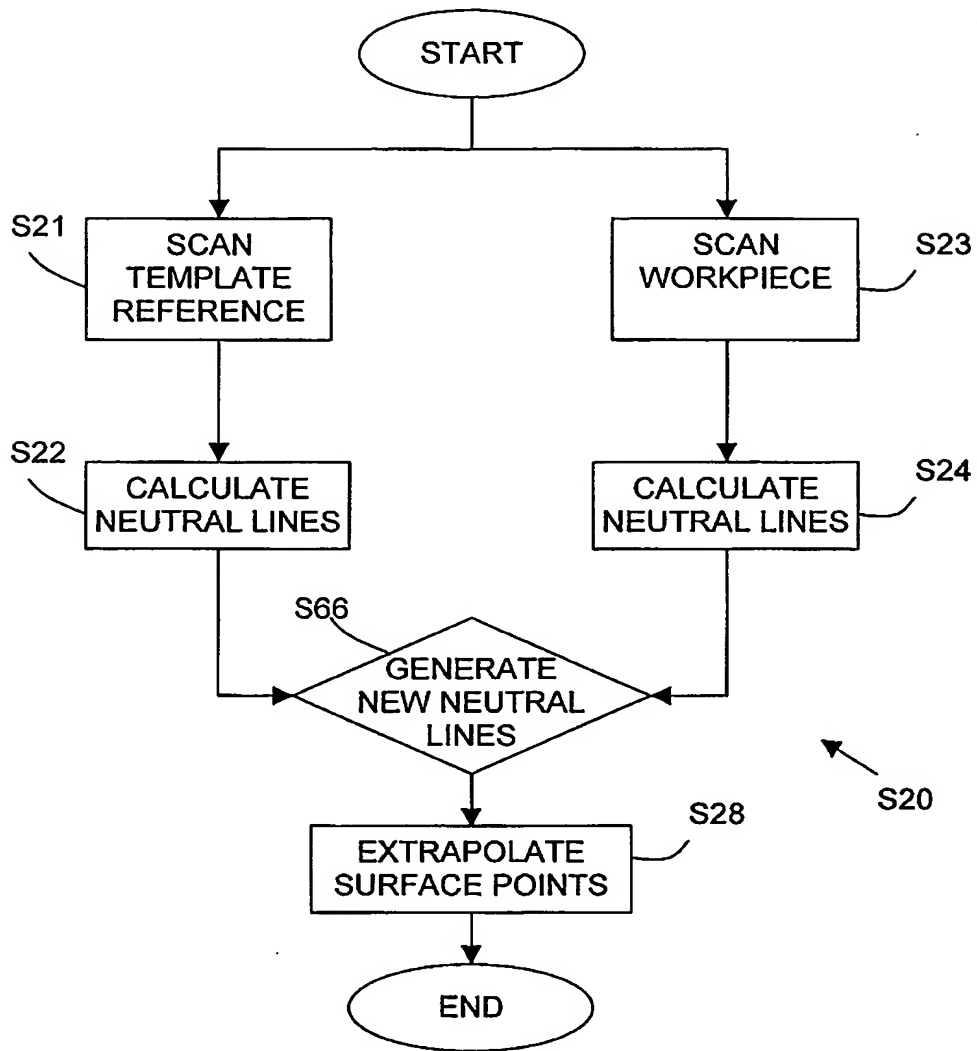 START
S21
SCAN
TEMPLATE
REFERENCE
SCAN
WORKPIECE
S23
S22
CALCULATE
NEUTRAL LINES
CALCULATE
NEUTRAL LINES
S24
S66
GENERATE
NEW NEUTRAL
LINES
S20
EXTRAPOLATE
SURFACE POINTS
S28
END